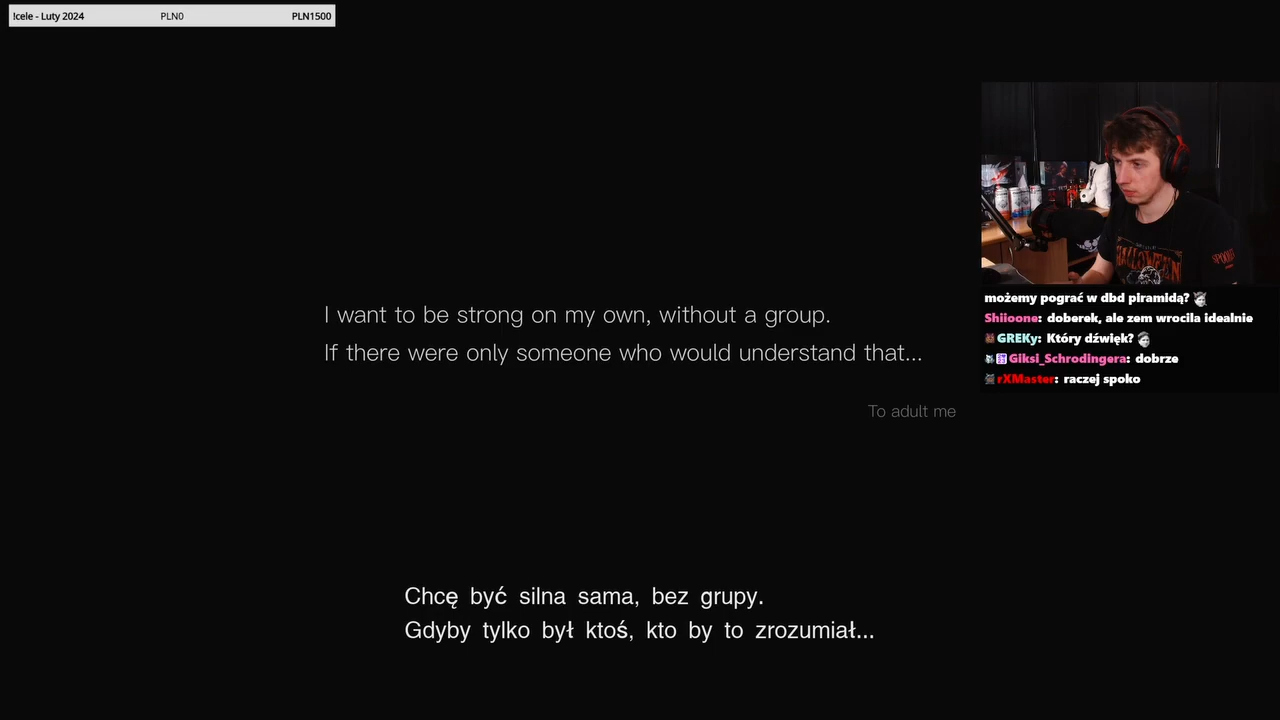 !cele - Luty 2024 PLN0 PLN1500
możemy pograć w dbd piramidą?
Shiioone: doberek, ale zem wrocila idealnie
GREKy: Który dźwięk?
Giksi_Schrodingera: dobrze
rXMaster: raczej spoko
I want to be strong on my own, without a group.
If there were only someone who would understand that...
To adult me
Chcę być silna sama, bez grupy.
Gdyby tylko był ktoś, kto by to zrozumiał...